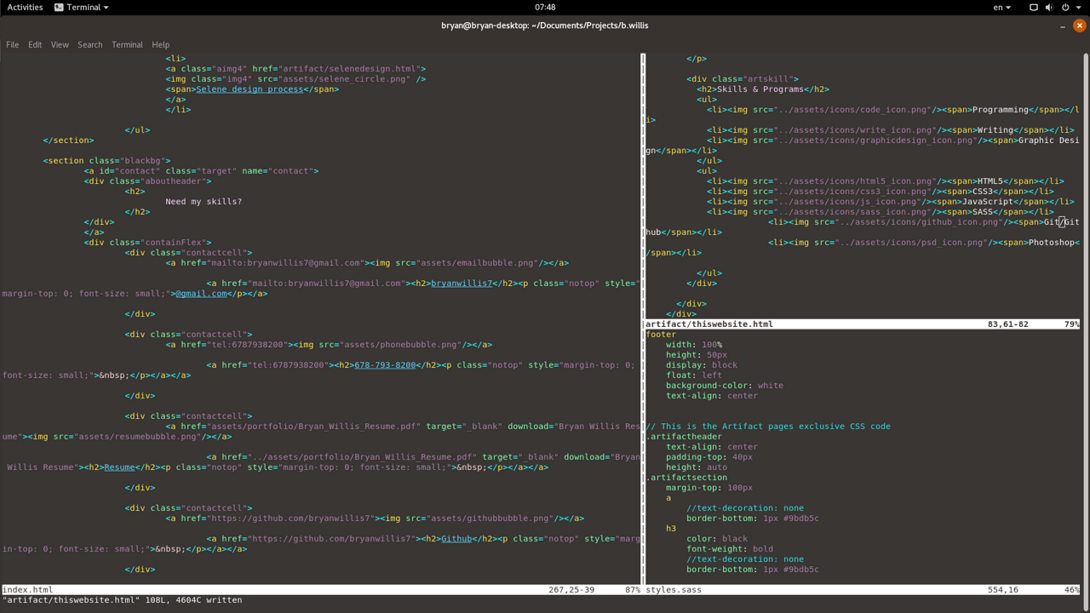 Activities Terminal 07:48 en
bryan@bryan-desktop: ~/Documents/Projects/b.willis
File Edit View Search Terminal Help
<li>
<a class="aimg4" href="artifact/selenedesign.html">
<img class="img4" src="assets/selene_circle.png" />
<span>Selene design process</span>
</a>
</li>
</ul>
</section>
<section class="blackbg">
<a id="contact" class="target" name="contact">
<div class="aboutheader">
<h2>
Need my skills?
</h2>
</div>
</a>
<div class="containFlex">
<div class="contactcell">
<a href="mailto:bryanwillis7@gmail.com"><img src="assets/emailbubble.png"/></a>
<a href="mailto:bryanwillis7@gmail.com"><h2>bryanwillis7</h2><p class="notop" style="
margin-top: 0; font-size: small;">@gmail.com</p></a>
</div>
<div class="contactcell">
<a href="tel:6787938200"><img src="assets/phonebubble.png"/></a>
<a href="tel:6787938200"><h2>678-793-8200</h2><p class="notop" style="margin-top: 0;
font-size: small;">&nbsp;</p></a></a>
</div>
<div class="contactcell">
<a href="assets/portfolio/Bryan_Willis_Resume.pdf" target="_blank" download="Bryan Willis Res
ume"><img src="assets/resumebubble.png"/></a>
<a href="../assets/portfolio/Bryan_Willis_Resume.pdf" target="_blank" download="Bryan
Willis Resume"><h2>Resume</h2><p class="notop" style="margin-top: 0; font-size: small;">&nbsp;</p></a></a>
</div>
<div class="contactcell">
<a href="https://github.com/bryanwillis7"><img src="assets/githubbubble.png"/></a>
<a href="https://github.com/bryanwillis7"><h2>Github</h2><p class="notop" style="marg
in-top: 0; font-size: small;">&nbsp;</p></a></a>
</div>
index.html 267,25-39 87%
"artifact/thiswebsite.html" 108L, 4604C written
</p>
<div class="artskill">
<h2>Skills & Programs</h2>
<ul>
<li><img src="../assets/icons/code_icon.png"/><span>Programming</span></l
i>
<li><img src="../assets/icons/write_icon.png"/><span>Writing</span></li>
<li><img src="../assets/icons/graphicdesign_icon.png"/><span>Graphic Desi
gn</span></li>
</ul>
<ul>
<li><img src="../assets/icons/html5_icon.png"/><span>HTML5</span></li>
<li><img src="../assets/icons/css3_icon.png"/><span>CSS3</span></li>
<li><img src="../assets/icons/js_icon.png"/><span>JavaScript</span></li>
<li><img src="../assets/icons/sass_icon.png"/><span>SASS</span></li>
<li><img src="../assets/icons/github_icon.png"/><span>Git/Git
hub</span></li>
<li><img src="../assets/icons/psd_icon.png"/><span>Photoshop<
/span></li>
</ul>
</div>
</div>
</div>
artifact/thiswebsite.html 83,61-82 79%
footer
width: 100%
height: 50px
display: block
float: left
background-color: white
text-align: center
// This is the Artifact pages exclusive CSS code
.artifactheader
text-align: center
padding-top: 40px
height: auto
.artifactsection
margin-top: 100px
a
//text-decoration: none
border-bottom: 1px #9bdb5c
h3
color: black
font-weight: bold
//text-decoration: none
border-bottom: 1px #9bdb5c
styles.sass 554,16 46%